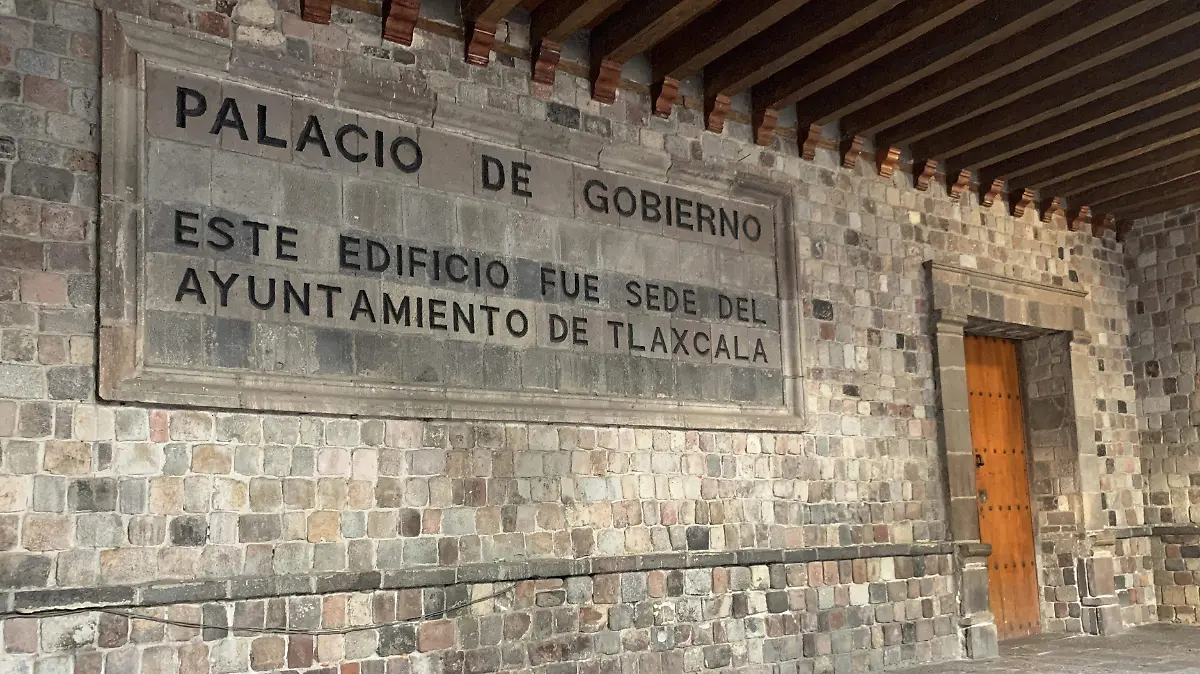 PALACIO DE GOBIERNO
ESTE EDIFICIO FUE SEDE DEL
AYUNTAMIENTO DE TLAXCALA